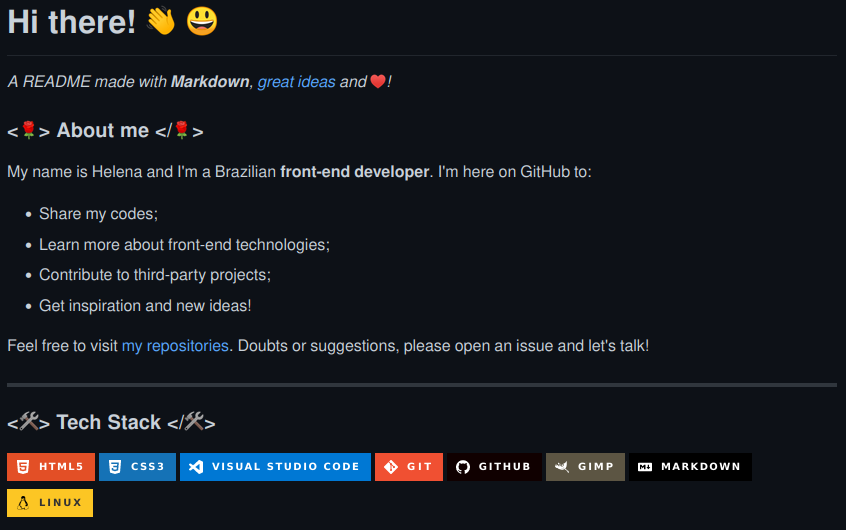 Hi there! 👋 😃
A README made with Markdown, great ideas and ♥️!
<🌹> About me </🌹>
My name is Helena and I'm a Brazilian front-end developer. I'm here on GitHub to:
• Share my codes;
• Learn more about front-end technologies;
• Contribute to third-party projects;
• Get inspiration and new ideas!
Feel free to visit my repositories. Doubts or suggestions, please open an issue and let's talk!
<🛠️> Tech Stack </🛠️>
HTML5 CSS3 VISUAL STUDIO CODE GIT GITHUB GIMP MARKDOWN
LINUX